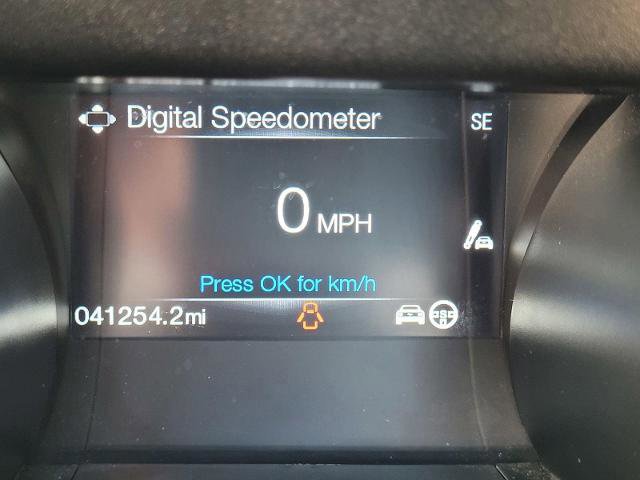 Digital Speedometer
SE
0 MPH
Press OK for km/h
041254.2mi
S